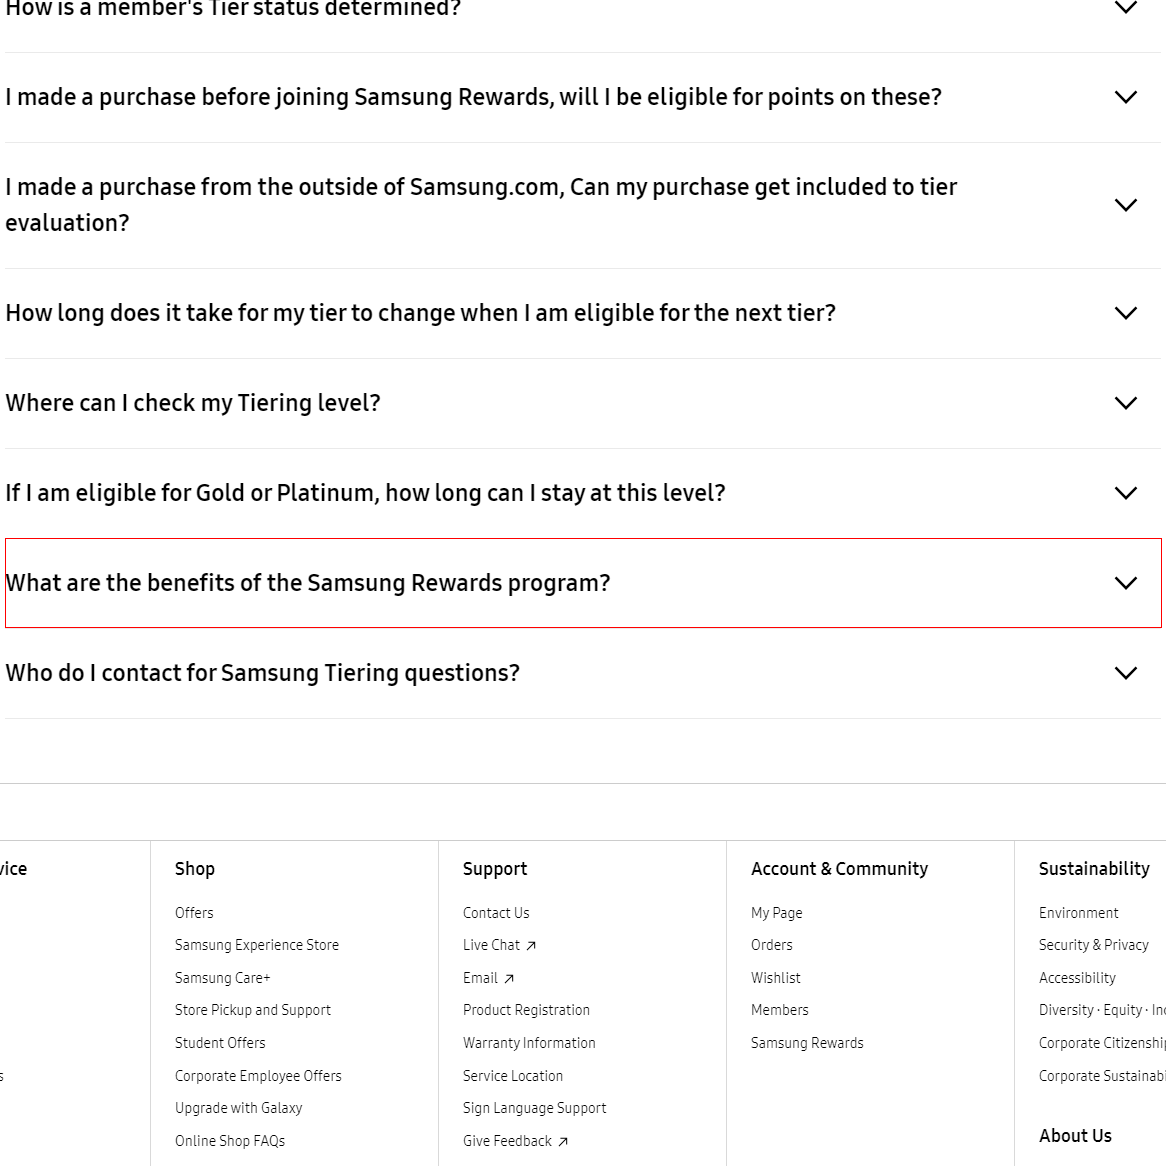 How is a member's Tier status determined?
I made a purchase before joining Samsung Rewards, will I be eligible for points on these?
I made a purchase from the outside of Samsung.com, Can my purchase get included to tier
evaluation?
How long does it take for my tier to change when I am eligible for the next tier?
Where can I check my Tiering level?
If I am eligible for Gold or Platinum, how long can I stay at this level?
What are the benefits of the Samsung Rewards program?
Who do I contact for Samsung Tiering questions?
Shop
Offers
Samsung Experience Store
Samsung Care+
Store Pickup and Support
Student Offers
Corporate Employee Offers
Upgrade with Galaxy
Online Shop FAQs
Support
Contact Us
Live Chat
Email
Product Registration
Warranty Information
Service Location
Sign Language Support
Give Feedback
Account & Community
My Page
Orders
Wishlist
Members
Samsung Rewards
Sustainability
Environment
Security & Privacy
Accessibility
Diversity · Equity ·
Corporate
Corporate
About Us